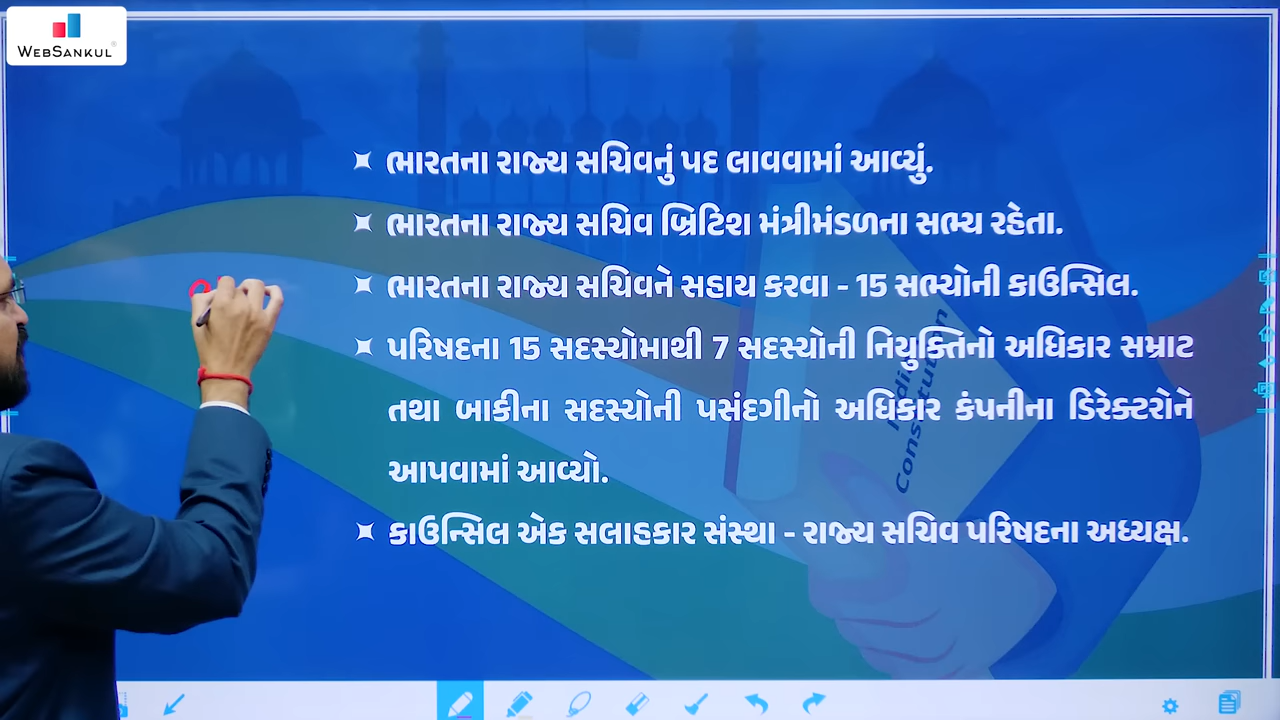 WEBSANKUL
ભારતના રાજ્ય સચિવનું પદ લાવવામાં આવ્યું.
ભારતના રાજ્ય સચિવ બ્રિટિશ મંત્રીમંડળના સભ્ય રહેતા.
ભારતના રાજ્ય સચિવને સહાય કરવા - 15 સભ્યોની કાઉન્સિલ.
પરિષદના 15 સદસ્યોમાથી 7 સદસ્યોની નિયુક્તિનો અધિકાર સમ્રાટ
તથા બાકીના સદસ્યોની પસંદગીનો અધિકાર કંપનીના ડિરેક્ટરોને
આપવામાં આવ્યો.
કાઉન્સિલ એક સલાહકાર સંસ્થા - રાજ્ય સચિવ પરિષદના અધ્યક્ષ.
Indian
Constitution